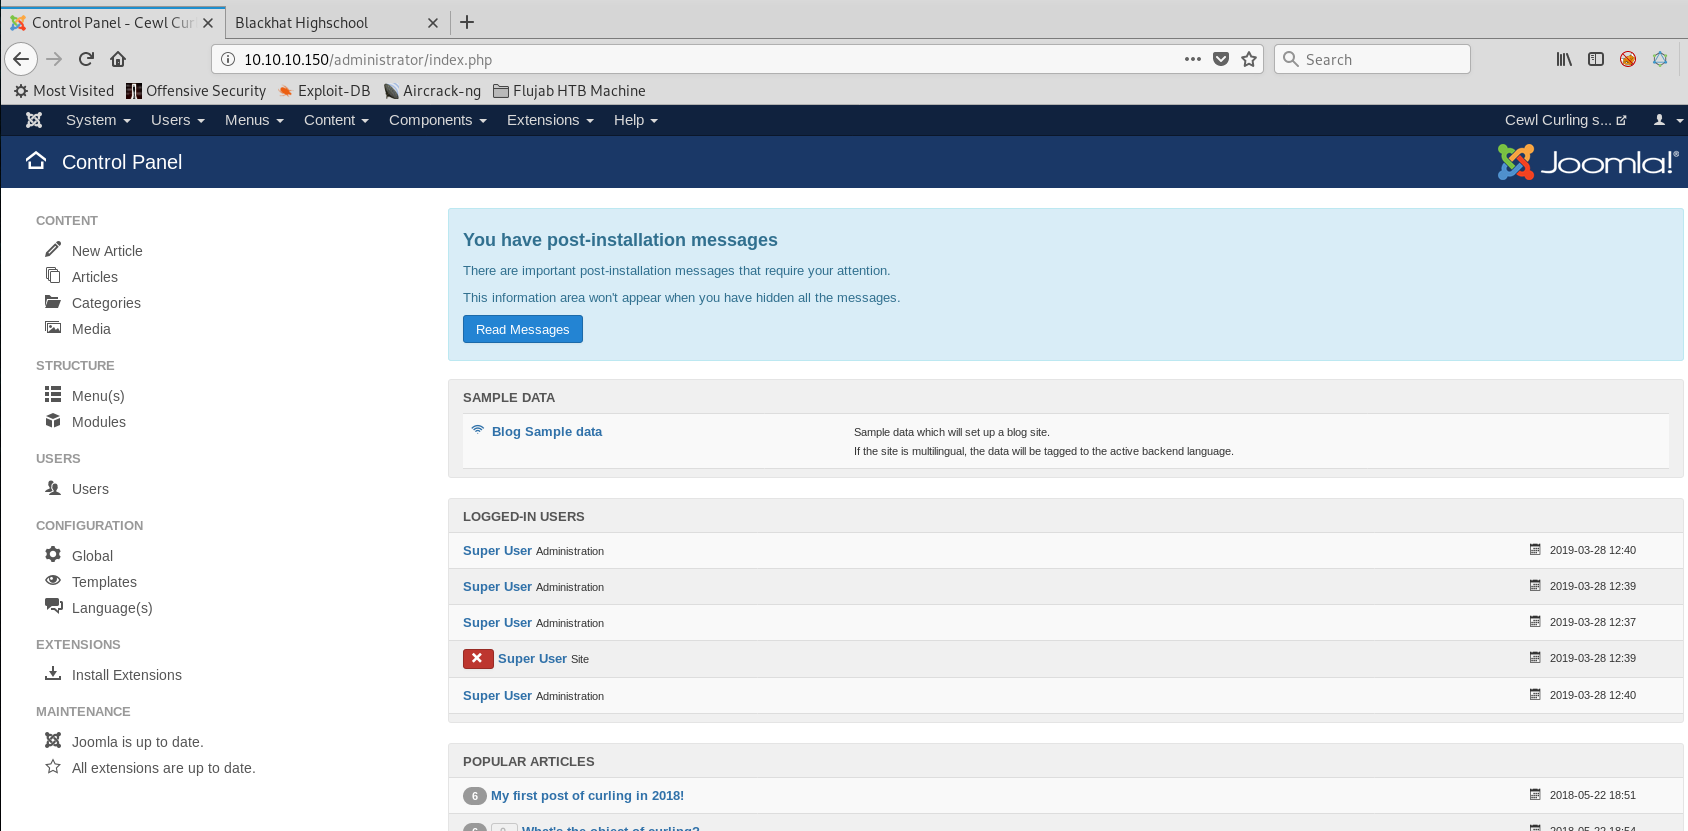 Control Panel - Cewl Cur
Blackhat Highschool
10.10.10.150/administrator/index.php
Search
Most Visited
Offensive Security
Exploit-DB
Aircrack-ng
Flujab HTB Machine
System
Users
Menus
Content
Components
Extensions
Help
Cewl Curling s...
Control Panel
Joomla!®
CONTENT
New Article
Articles
Categories
Media
STRUCTURE
Menu(s)
Modules
USERS
Users
CONFIGURATION
Global
Templates
Language(s)
EXTENSIONS
Install Extensions
MAINTENANCE
Joomla is up to date.
All extensions are up to date.
You have post-installation messages
There are important post-installation messages that require your attention.
This information area won't appear when you have hidden all the messages.
Read Messages
SAMPLE DATA
Blog Sample data
Sample data which will set up a blog site.
If the site is multilingual, the data will be tagged to the active backend language.
LOGGED-IN USERS
Super User Administration 2019-03-28 12:40
Super User Administration 2019-03-28 12:39
Super User Administration 2019-03-28 12:37
Super User Site 2019-03-28 12:39
Super User Administration 2019-03-28 12:40
POPULAR ARTICLES
6 My first post of curling in 2018! 2018-05-22 18:51
6 What's the object of curling? 2018-05-22 18:54